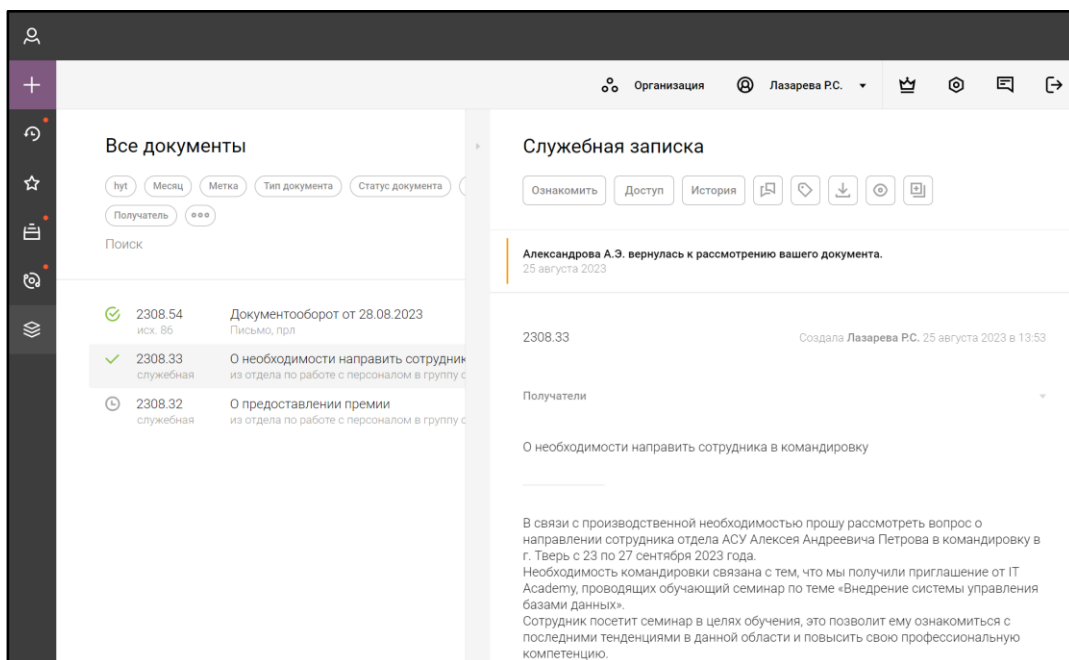 Организация
Лазарева Р.С.
Все документы
hyt Месяц Метка Тип документа Статус документа
Получатель
Поиск
2308.54 Документооборот от 28.08.2023
исх. 86 Письмо, прл
2308.33 О необходимости направить сотрудник
служебная из отдела по работе с персоналом в группу с
2308.32 О предоставлении премии
служебная из отдела по работе с персоналом в группу с
Служебная записка
Ознакомить Доступ История
Александрова А.Э. вернулась к рассмотрению вашего документа.
25 августа 2023
2308.33 Создала Лазарева Р.С. 25 августа 2023 в 13:53
Получатели
О необходимости направить сотрудника в командировку
В связи с производственной необходимостью прошу рассмотреть вопрос о
направлении сотрудника отдела АСУ Алексея Андреевича Петрова в командировку в
г. Тверь с 23 по 27 сентября 2023 года.
Необходимость командировки связана с тем, что мы получили приглашение от IT
Academy, проводящих обучающий семинар по теме «Внедрение системы управления
базами данных».
Сотрудник посетит семинар в целях обучения, это позволит ему ознакомиться с
последними тенденциями в данной области и повысить свою профессиональную
компетенцию.